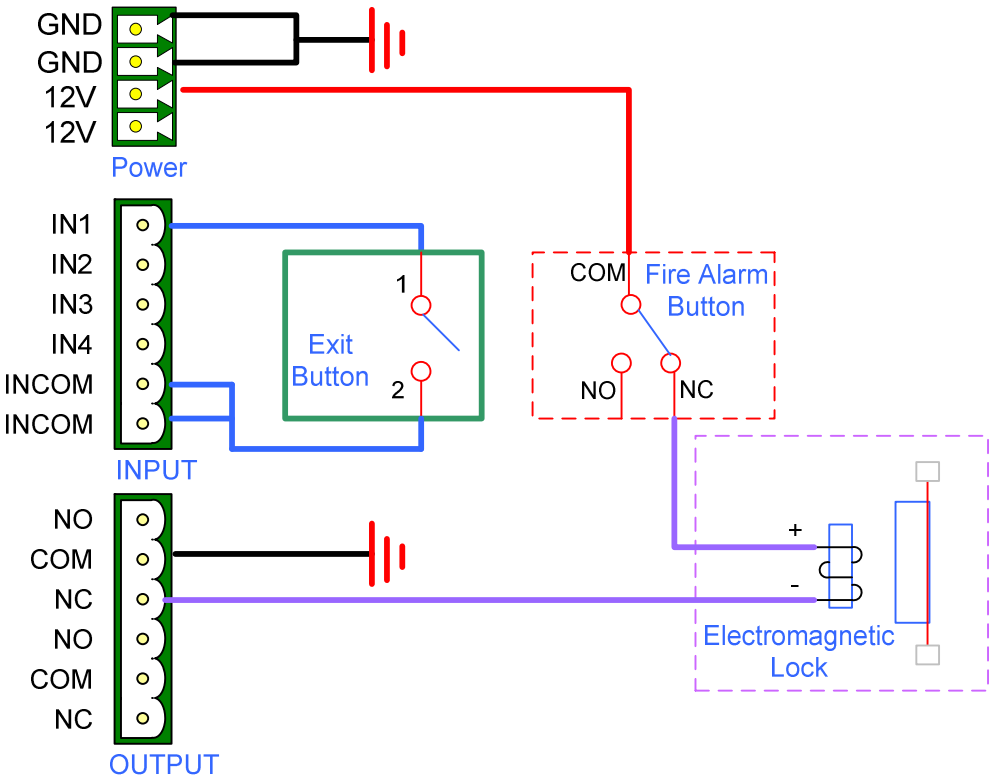 GND
GND
12V
12V
Power
IN1
IN2
IN3
IN4
INCOM
INCOM
INPUT
1
Exit
Button
2
COM
Fire Alarm
Button
NO
NC
NO
COM
NC
NO
COM
NC
OUTPUT
+
-
Electromagnetic
Lock